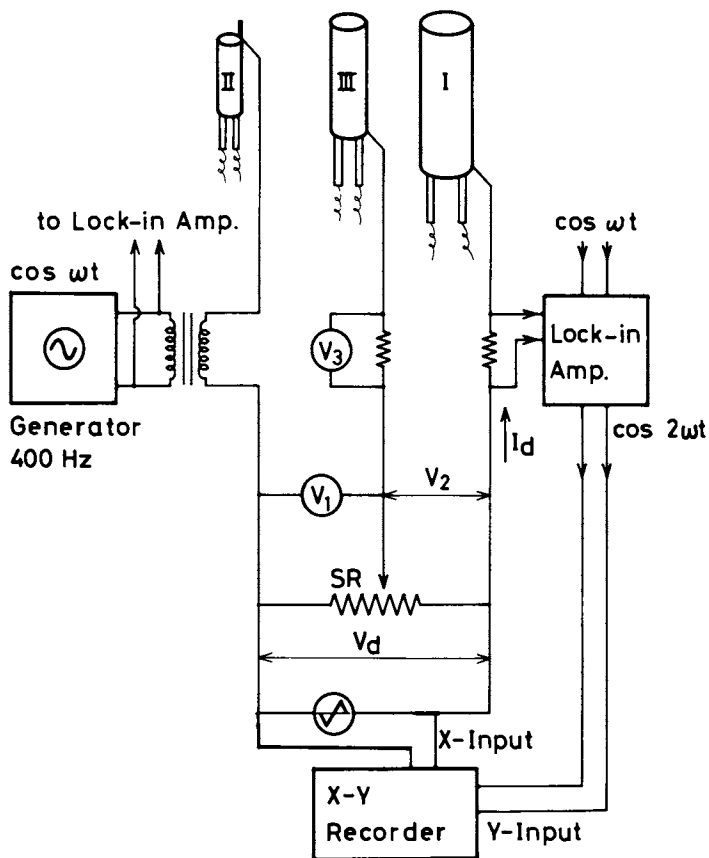 II
III
I
to Lock-in Amp.
cos ωt
cos ωt
V3
Lock-in
Amp.
Generator
400 Hz
Id
cos 2ωt
V1
V2
SR
Vd
X-Input
X-Y
Recorder
Y-Input